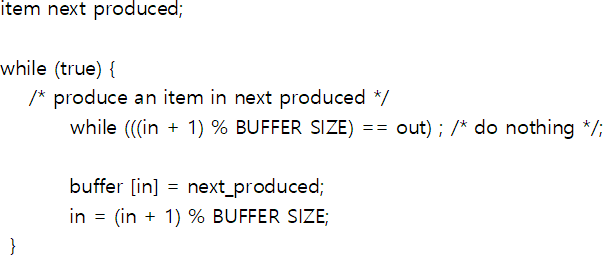 item next produced;
while (true) {
/* produce an item in next produced */
while (((in + 1) % BUFFER SIZE) == out) ; /* do nothing */;
buffer [in] = next_produced;
in = (in + 1) % BUFFER SIZE;
}